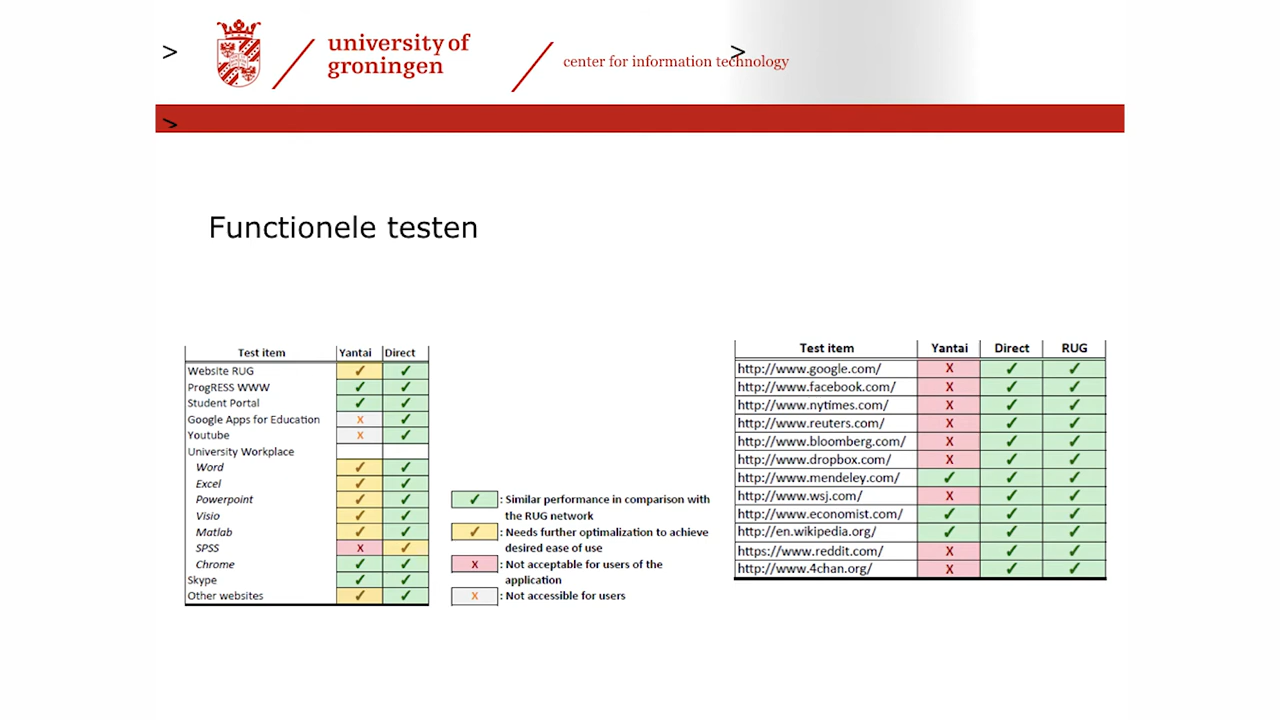 >
university of
groningen
center for information technology
>
>
Functionele testen
Test item Yantai Direct
Website RUG ✓ ✓
ProgRESS WWW ✓ ✓
Student Portal ✓ ✓
Google Apps for Education X ✓
Youtube X ✓
University Workplace
Word ✓ ✓
Excel ✓ ✓
Powerpoint ✓ ✓
Visio ✓ ✓
Matlab ✓ ✓
SPSS X ✓
Chrome ✓ ✓
Skype ✓ ✓
Other websites ✓ ✓
✓ : Similar performance in comparison with
the RUG network
✓ : Needs further optimalization to achieve
desired ease of use
X : Not acceptable for users of the
application
X : Not accessible for users
Test item Yantai Direct RUG
http://www.google.com/ X ✓ ✓
http://www.facebook.com/ X ✓ ✓
http://www.nytimes.com/ X ✓ ✓
http://www.reuters.com/ X ✓ ✓
http://www.bloomberg.com/ X ✓ ✓
http://www.dropbox.com/ X ✓ ✓
http://www.mendeley.com/ ✓ ✓ ✓
http://www.wsj.com/ X ✓ ✓
http://www.economist.com/ ✓ ✓ ✓
http://en.wikipedia.org/ ✓ ✓ ✓
https://www.reddit.com/ X ✓ ✓
http://www.4chan.org/ X ✓ ✓